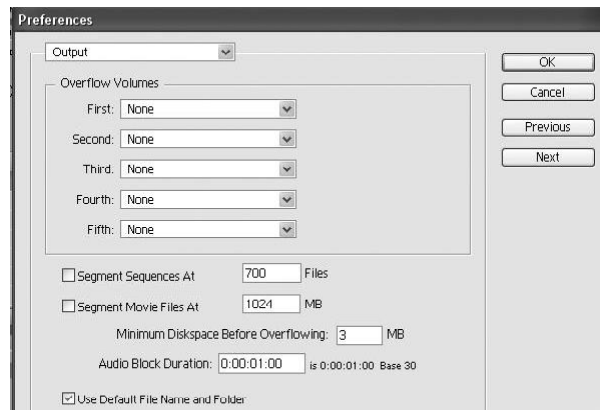 Preferences
Output
OK
Cancel
Previous
Next
Overflow Volumes
First: None
Second: None
Third. None
Fourth: None
Fifth: None
Segment Sequences At 700 Files
Segment Movie Files At 1024 MB
Minimum Diskspace Before Overflowing: 3 MB
Audio Block Duration: 0:00:01:00 is 0:00:01:00 Base 30
Use Default File Name and Folder